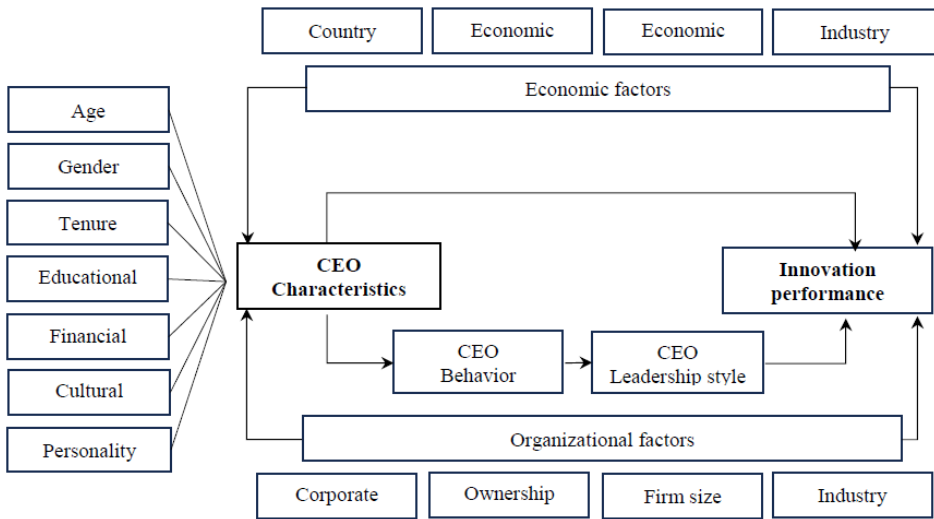 Country
Economic
Economic
Industry
Economic factors
Age
Gender
Tenure
Educational
Financial
Cultural
Personality
CEO
Characteristics
Innovation
performance
CEO
Behavior
CEO
Leadership style
Organizational factors
Corporate
Ownership
Firm size
Industry